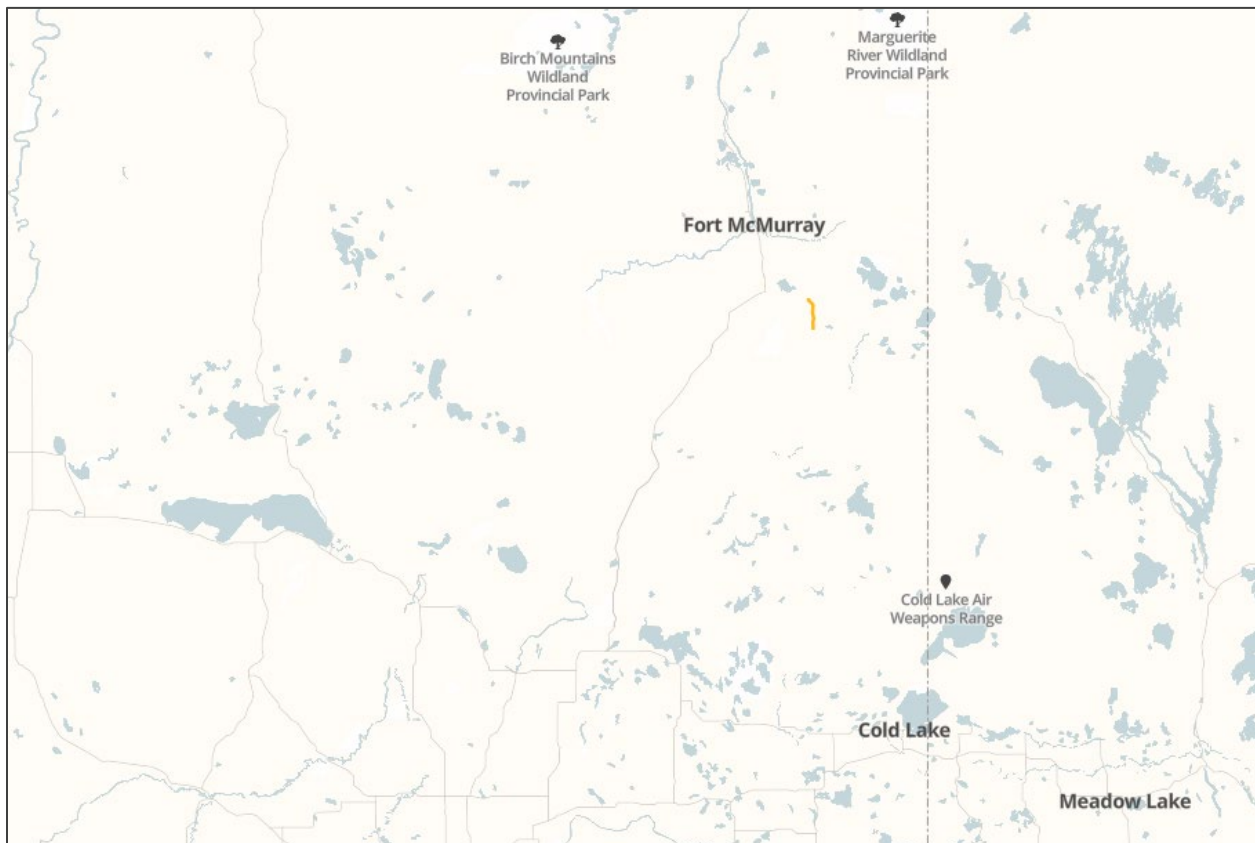 Birch Mountains
Wildland
Provincial Park
Marguerite
River Wildland
Provincial Park
Fort McMurray
Cold Lake Air
Weapons Range
Cold Lake
Meadow Lake